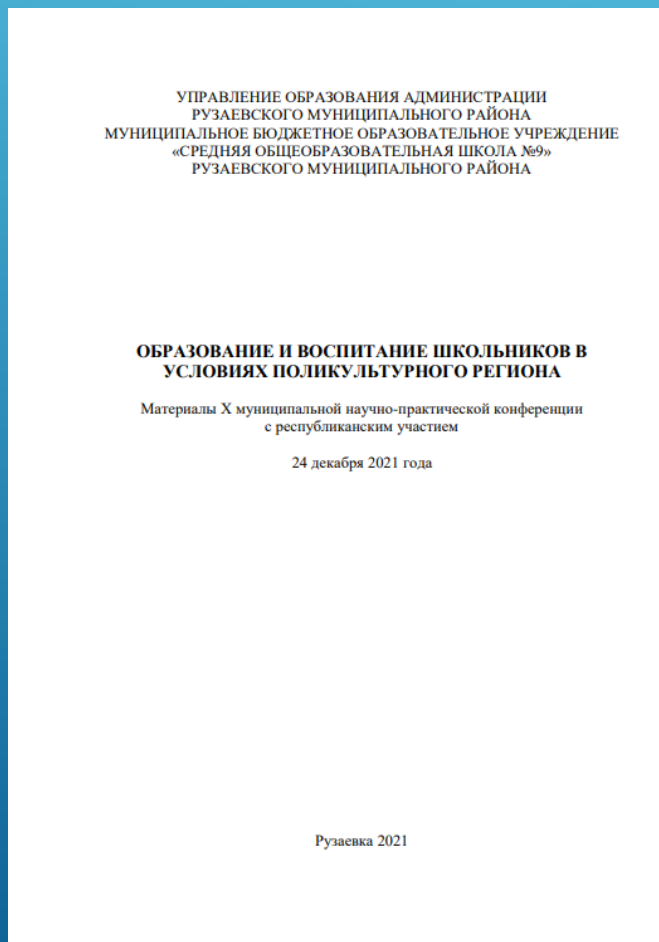 УПРАВЛЕНИЕ ОБРАЗОВАНИЯ АДМИНИСТРАЦИИ
РУЗАЕВСКОГО МУНИЦИПАЛЬНОГО РАЙОНА
МУНИЦИПАЛЬНОЕ БЮДЖЕТНОЕ ОБРАЗОВАТЕЛЬНОЕ УЧРЕЖДЕНИЕ
«СРЕДНЯЯ ОБЩЕОБРАЗОВАТЕЛЬНАЯ ШКОЛА №9»
РУЗАЕВСКОГО МУНИЦИПАЛЬНОГО РАЙОНА
ОБРАЗОВАНИЕ И ВОСПИТАНИЕ ШКОЛЬНИКОВ В
УСЛОВИЯХ ПОЛИКУЛЬТУРНОГО РЕГИОНА
Материалы X муниципальной научно-практической конференции
с республиканским участием
24 декабря 2021 года
Рузаевка 2021